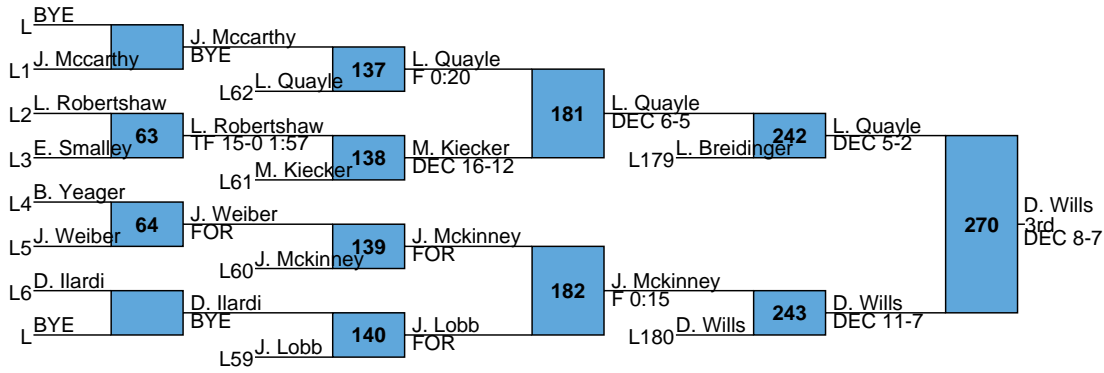 L BYE
L1 J. Mccarthy
J. Mccarthy
BYE
L62 L. Quayle
137
L. Quayle
F 0:20
L2 L. Robertshaw
63
L3 E. Smalley
L. Robertshaw
TF 15-0 1:57
L61 M. Kiecker
138
M. Kiecker
DEC 16-12
181
L. Quayle
DEC 6-5
L179 L. Breidinger
242
L. Quayle
DEC 5-2
L4 B. Yeager
64
L5 J. Weiber
J. Weiber
FOR
L60 J. Mckinney
139
J. Mckinney
FOR
L6 D. Ilardi
L BYE
D. Ilardi
BYE
L59 J. Lobb
140
J. Lobb
FOR
182
J. Mckinney
F 0:15
L180 D. Wills
243
D. Wills
DEC 11-7
270
D. Wills
3rd
DEC 8-7